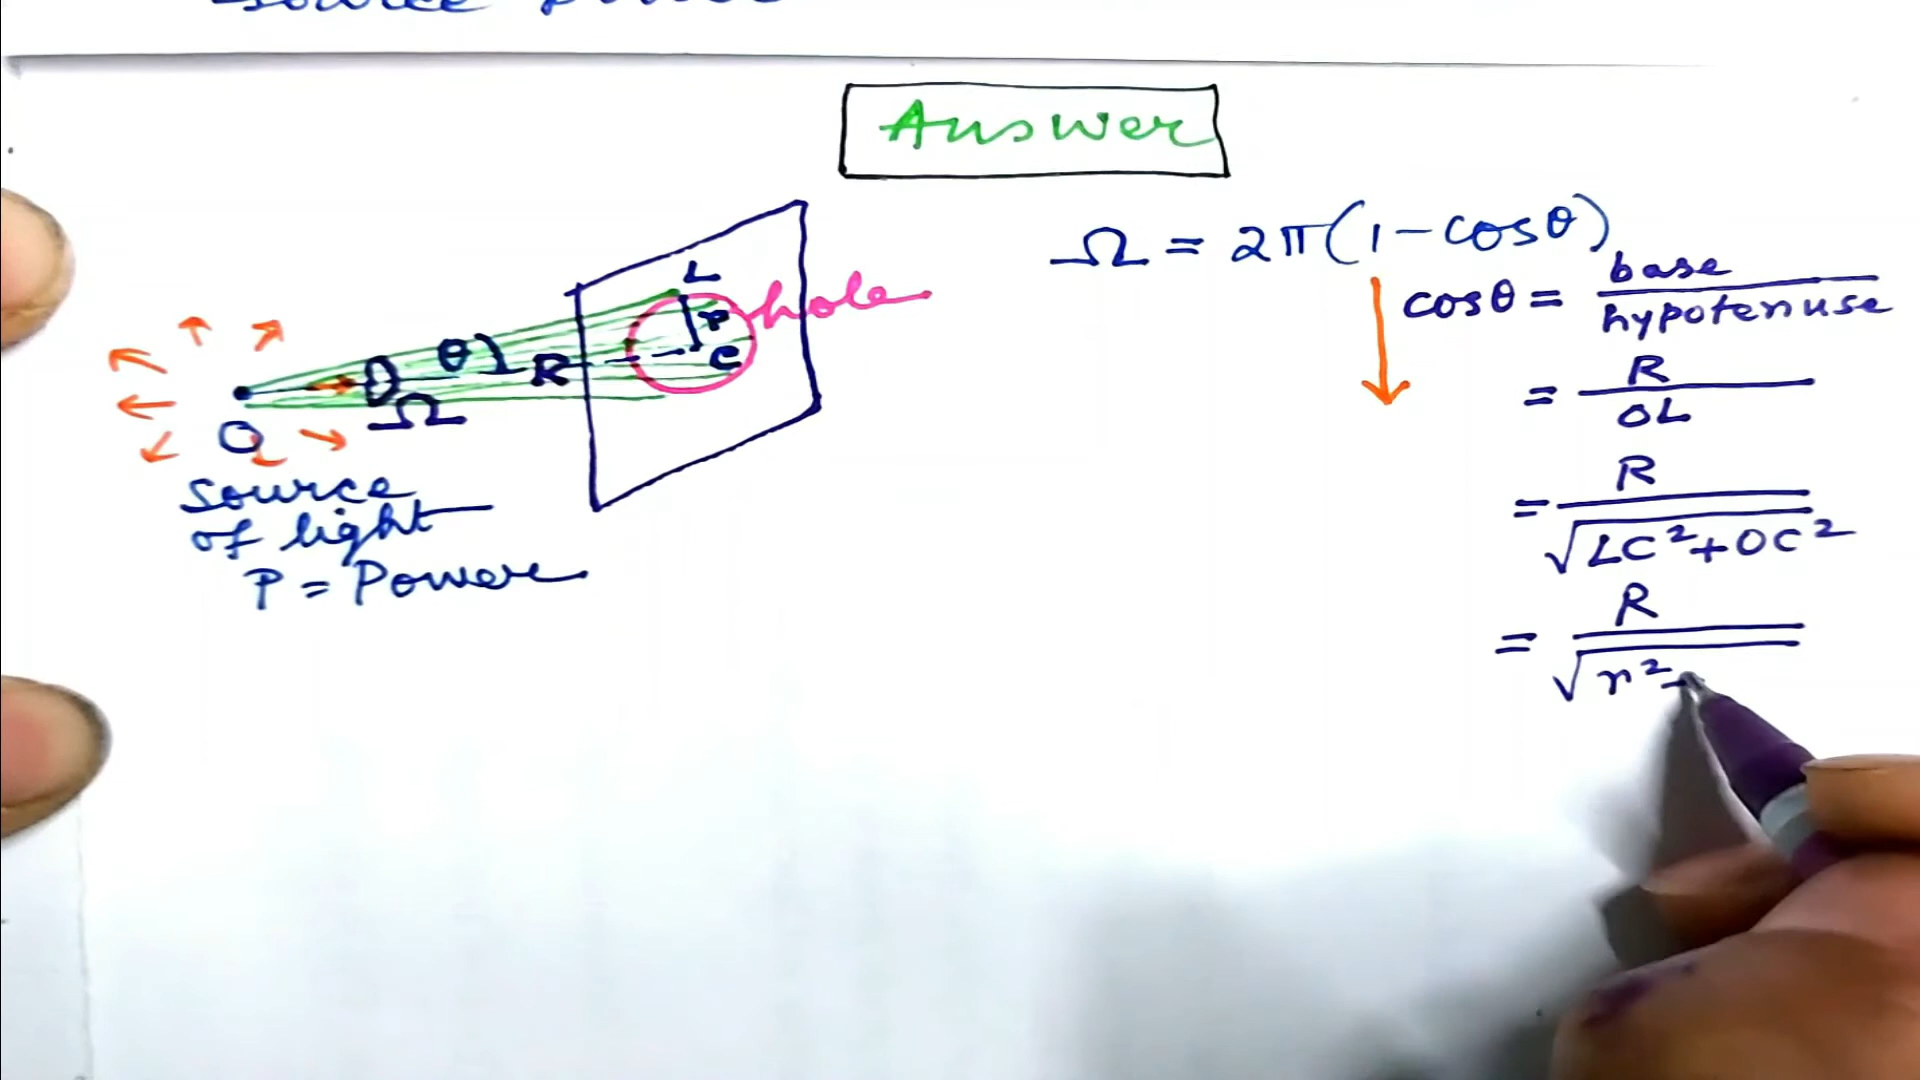 Answer
Ω = 2π(1-cosθ)
cosθ = base / hypotenuse
= R / OL
= R / √LC²+OC²
= R / √r²
L
hole
r
C
θ
R
Ω
O
source
of light
P = Power